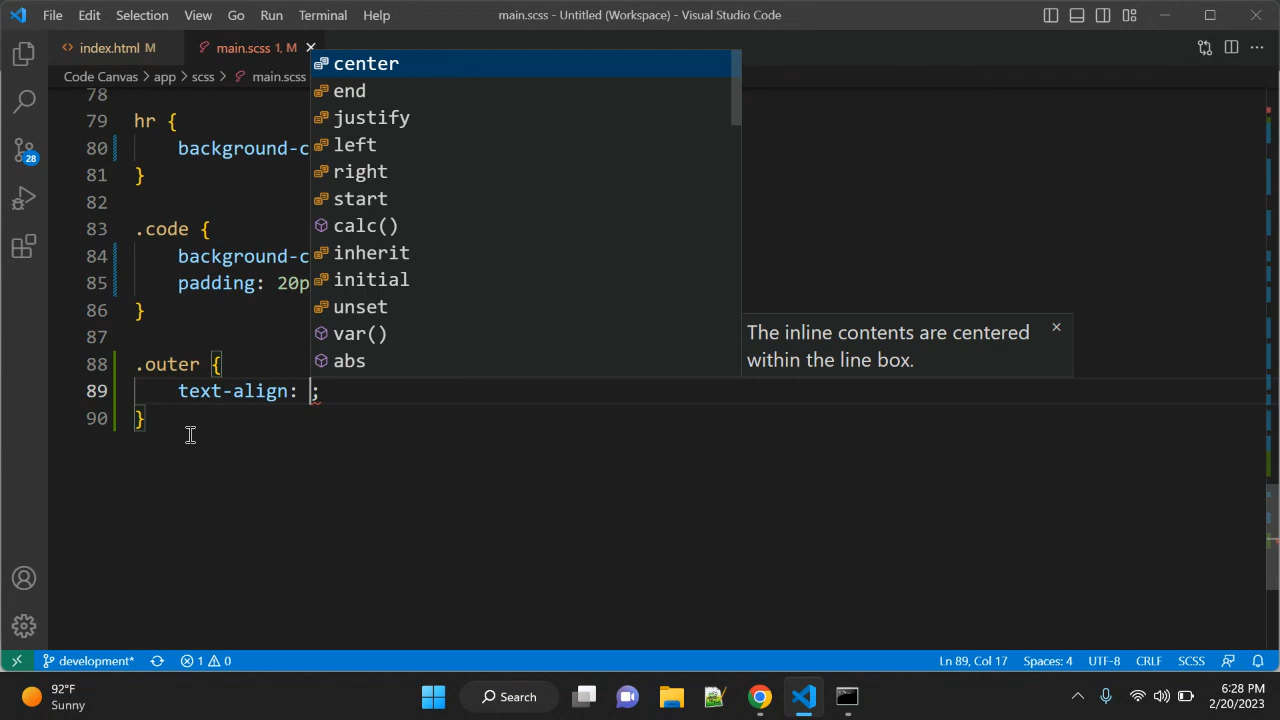 File Edit Selection View Go Run Terminal Help main.scss - Untitled (Workspace) - Visual Studio Code
index.html M main.scss 1, M
Code Canvas > app > scss > main.scss
78
79 hr {
80 background-c
81 }
82
83 .code {
84 background-c
85 padding: 20p
86 }
87
88 .outer {
89 text-align: ;
90 }
center
end
justify
left
right
start
calc()
inherit
initial
unset
var()
abs
The inline contents are centered
within the line box.
28
development* 1 0 Ln 89, Col 17 Spaces: 4 UTF-8 CRLF SCSS
92°F
Sunny
Search
6:28 PM
2/20/2023